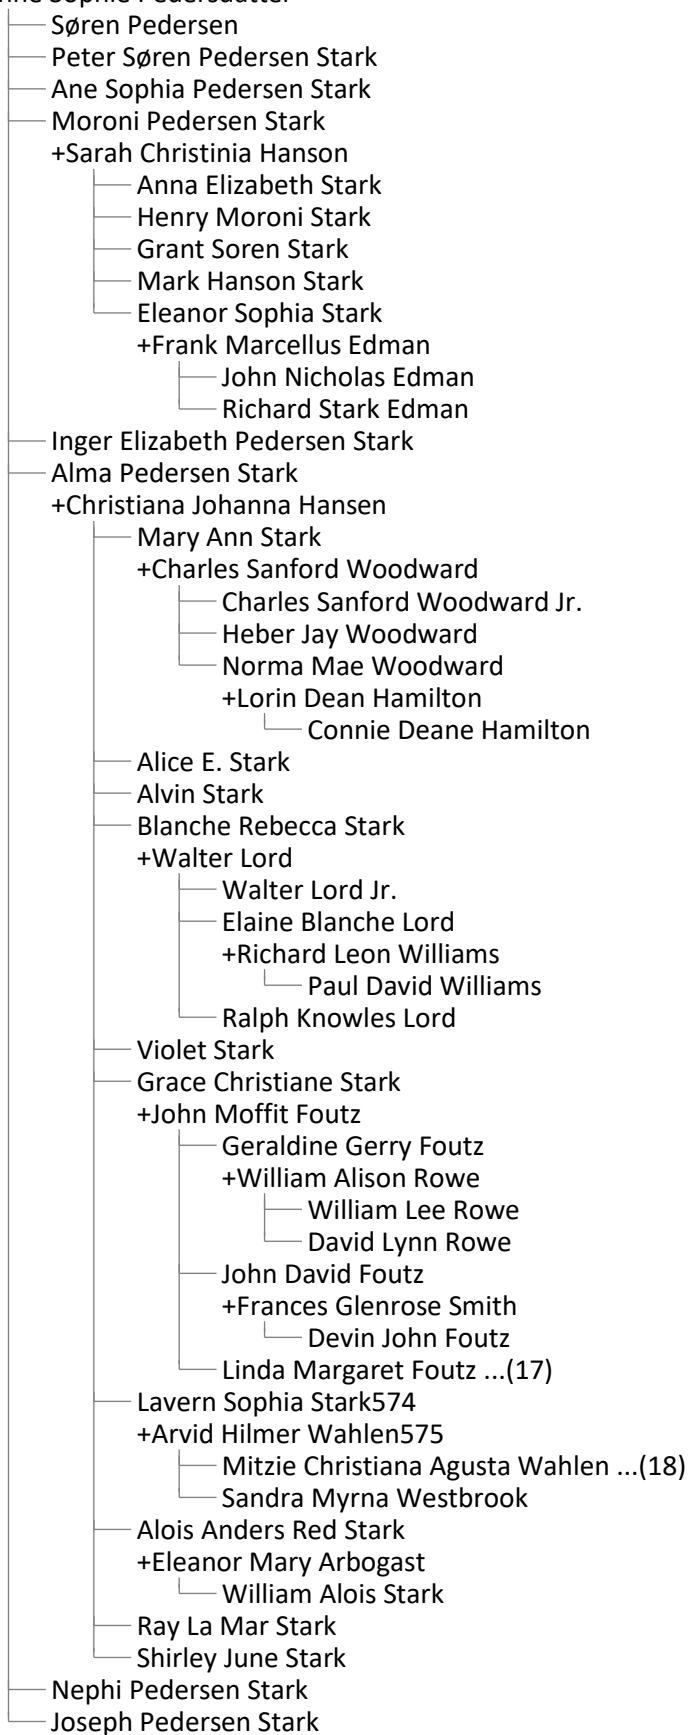 Sophie Pedersdatter
Søren Pedersen
Peter Søren Pedersen Stark
Ane Sophia Pedersen Stark
Moroni Pedersen Stark
+Sarah Christinia Hanson
Anna Elizabeth Stark
Henry Moroni Stark
Grant Soren Stark
Mark Hanson Stark
Eleanor Sophia Stark
+Frank Marcellus Edman
John Nicholas Edman
Richard Stark Edman
Inger Elizabeth Pedersen Stark
Alma Pedersen Stark
+Christiana Johanna Hansen
Mary Ann Stark
+Charles Sanford Woodward
Charles Sanford Woodward Jr.
Heber Jay Woodward
Norma Mae Woodward
+Lorin Dean Hamilton
Connie Deane Hamilton
Alice E. Stark
Alvin Stark
Blanche Rebecca Stark
+Walter Lord
Walter Lord Jr.
Elaine Blanche Lord
+Richard Leon Williams
Paul David Williams
Ralph Knowles Lord
Violet Stark
Grace Christiane Stark
+John Moffit Foutz
Geraldine Gerry Foutz
+William Alison Rowe
William Lee Rowe
David Lynn Rowe
John David Foutz
+Frances Glenrose Smith
Devin John Foutz
Linda Margaret Foutz ...(17)
Lavern Sophia Stark574
+Arvid Hilmer Wahlen575
Mitzie Christiana Agusta Wahlen ...(18)
Sandra Myrna Westbrook
Alois Anders Red Stark
+Eleanor Mary Arbogast
William Alois Stark
Ray La Mar Stark
Shirley June Stark
Nephi Pedersen Stark
Joseph Pedersen Stark